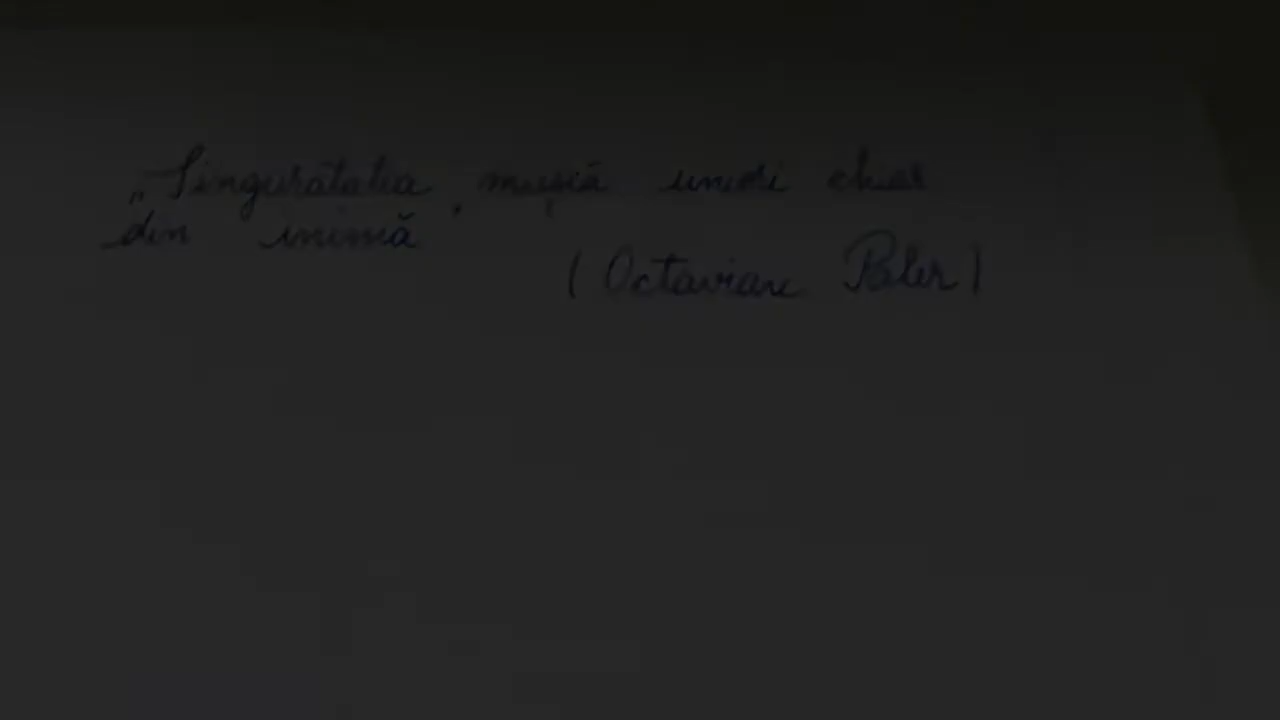 „Singurătatea mușcă uneori chiar
din inimă
(Octavian Paler)